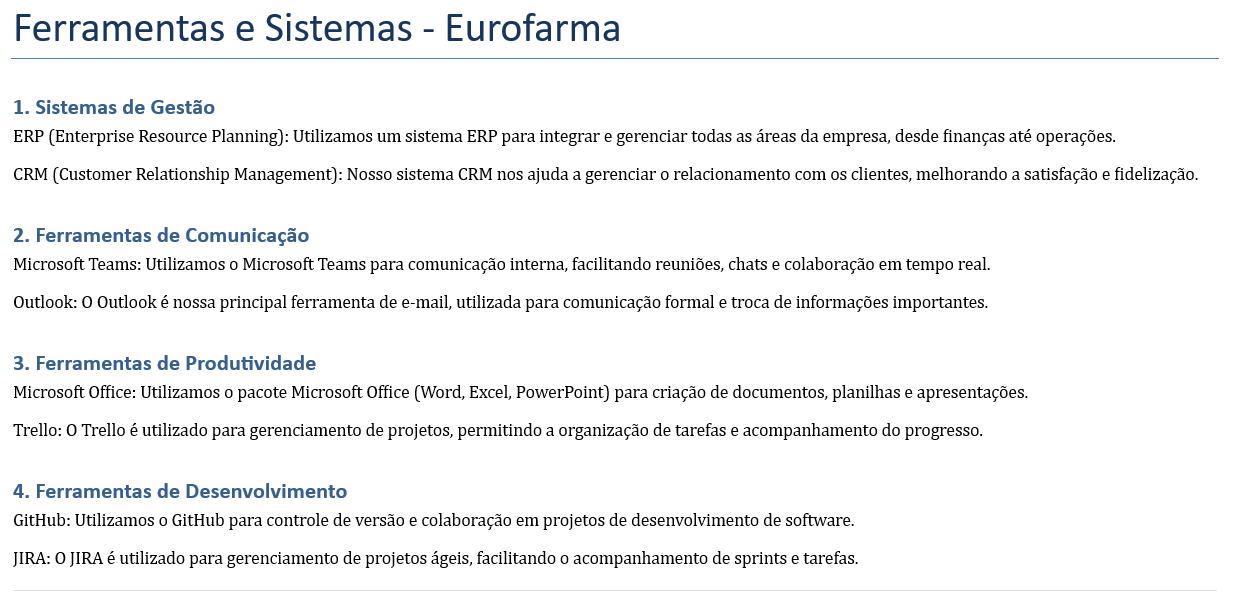 Ferramentas e Sistemas - Eurofarma
1. Sistemas de Gestão
ERP (Enterprise Resource Planning): Utilizamos um sistema ERP para integrar e gerenciar todas as áreas da empresa, desde finanças até operações.
CRM (Customer Relationship Management): Nosso sistema CRM nos ajuda a gerenciar o relacionamento com os clientes, melhorando a satisfação e fidelização.
2. Ferramentas de Comunicação
Microsoft Teams: Utilizamos o Microsoft Teams para comunicação interna, facilitando reuniões, chats e colaboração em tempo real.
Outlook: O Outlook é nossa principal ferramenta de e-mail, utilizada para comunicação formal e troca de informações importantes.
3. Ferramentas de Produtividade
Microsoft Office: Utilizamos o pacote Microsoft Office (Word, Excel, PowerPoint) para criação de documentos, planilhas e apresentações.
Trello: O Trello é utilizado para gerenciamento de projetos, permitindo a organização de tarefas e acompanhamento do progresso.
4. Ferramentas de Desenvolvimento
GitHub: Utilizamos o GitHub para controle de versão e colaboração em projetos de desenvolvimento de software.
JIRA: O JIRA é utilizado para gerenciamento de projetos ágeis, facilitando o acompanhamento de sprints e tarefas.